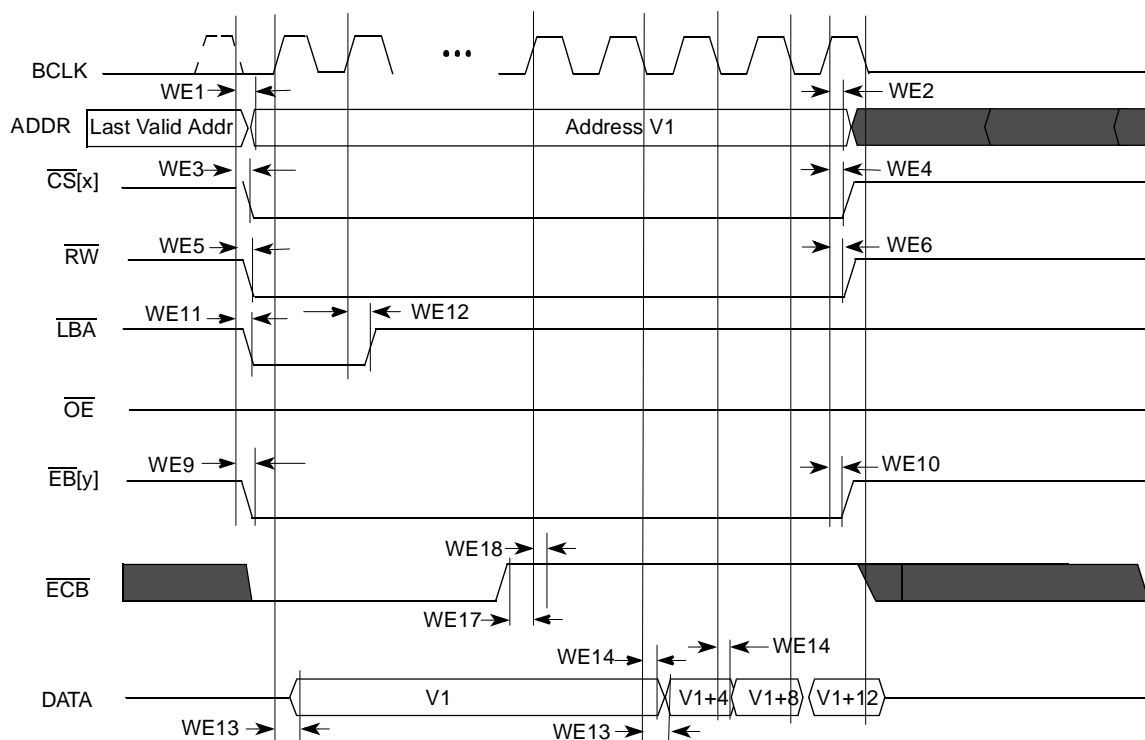 BCLK
•••
WE1
WE2
ADDR
Last Valid Addr
Address V1
WE3
WE4
CS[x]
WE5
WE6
RW
WE11
WE12
LBA
OE
WE9
WE10
EB[y]
WE18
ECB
WE17
WE14
WE14
DATA
V1
V1+4
V1+8
V1+12
WE13
WE13